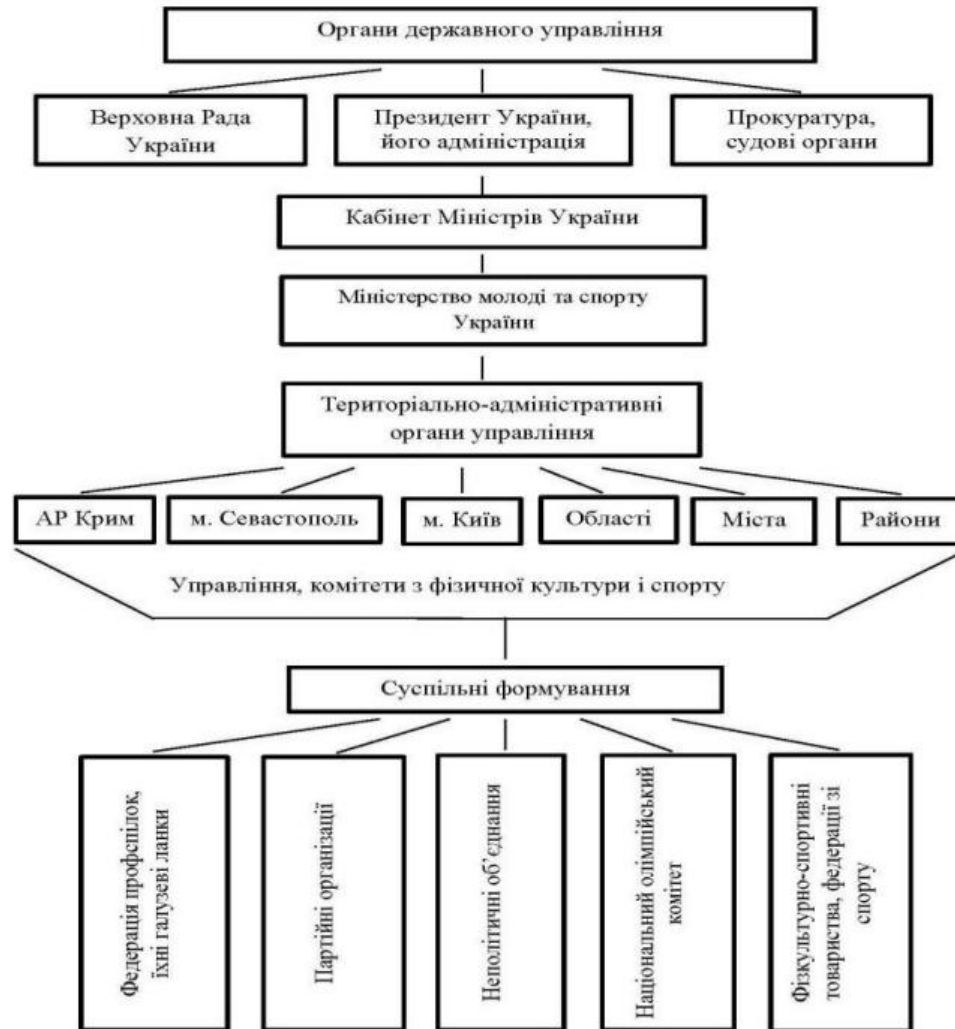 Органи державного управління
Верховна Рада
України
Президент України,
його адміністрація
Прокуратура,
судові органи
Кабінет Міністрів України
Міністерство молоді та спорту
України
Територіально-адміністративні
органи управління
АР Крим
м. Севастополь
м. Київ
Області
Міста
Райони
Управління, комітети з фізичної культури і спорту
Суспільні формування
Федерація профспілок,
їхні галузеві ланки
Партійні організації
Неполітичні об’єднання
Національний олімпійський
комітет
Фізкультурно-спортивні
товариства, федерації зі
спорту